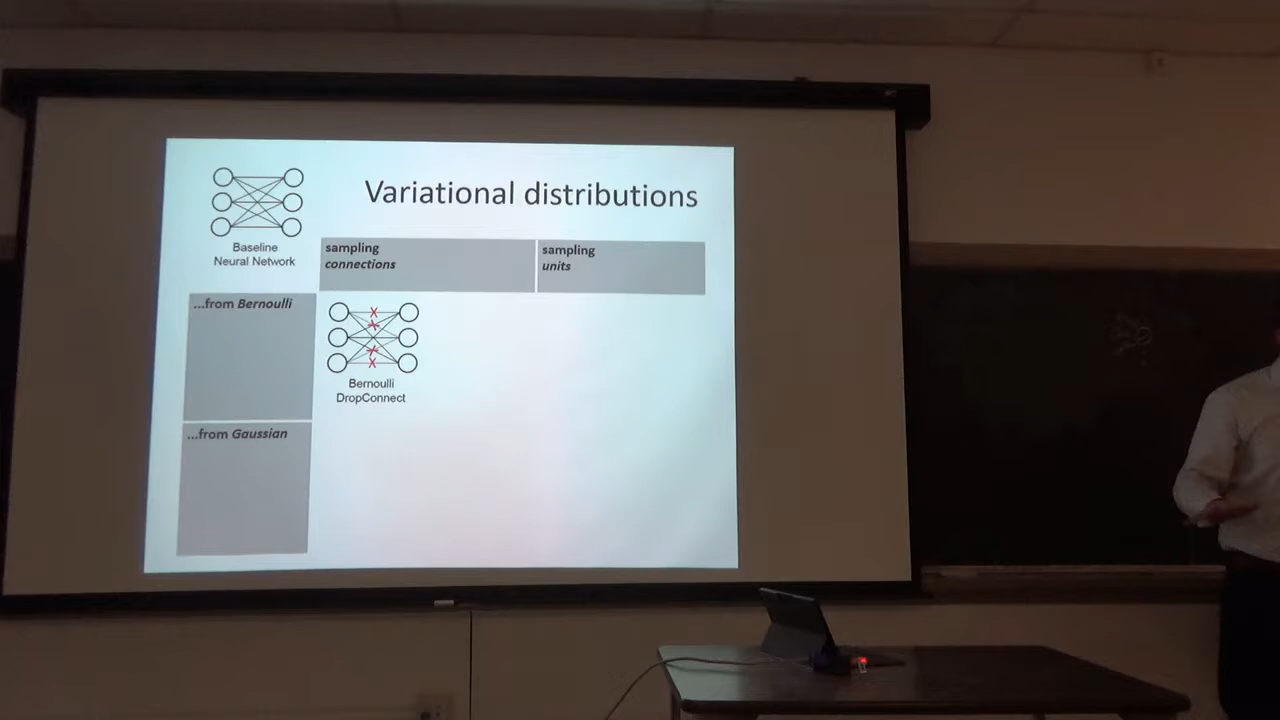 Variational distributions
Baseline
Neural Network
sampling
connections
sampling
units
...from Bernoulli
Bernoulli
DropConnect
...from Gaussian